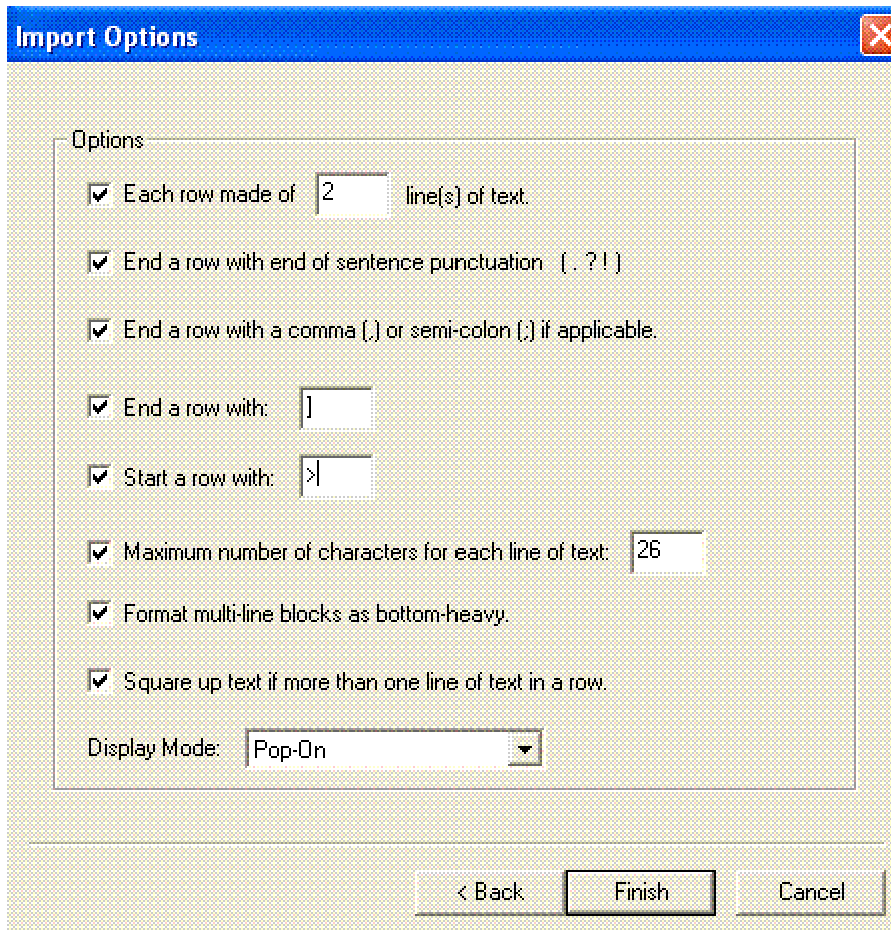 Import Options
Options
Each row made of 2 line(s) of text.
End a row with end of sentence punctuation ( . ? ! )
End a row with a comma (,) or semi-colon (;) if applicable.
End a row with: ]
Start a row with: >
Maximum number of characters for each line of text: 26
Format multi-line blocks as bottom-heavy.
Square up text if more than one line of text in a row.
Display Mode: Pop-On
< Back Finish Cancel